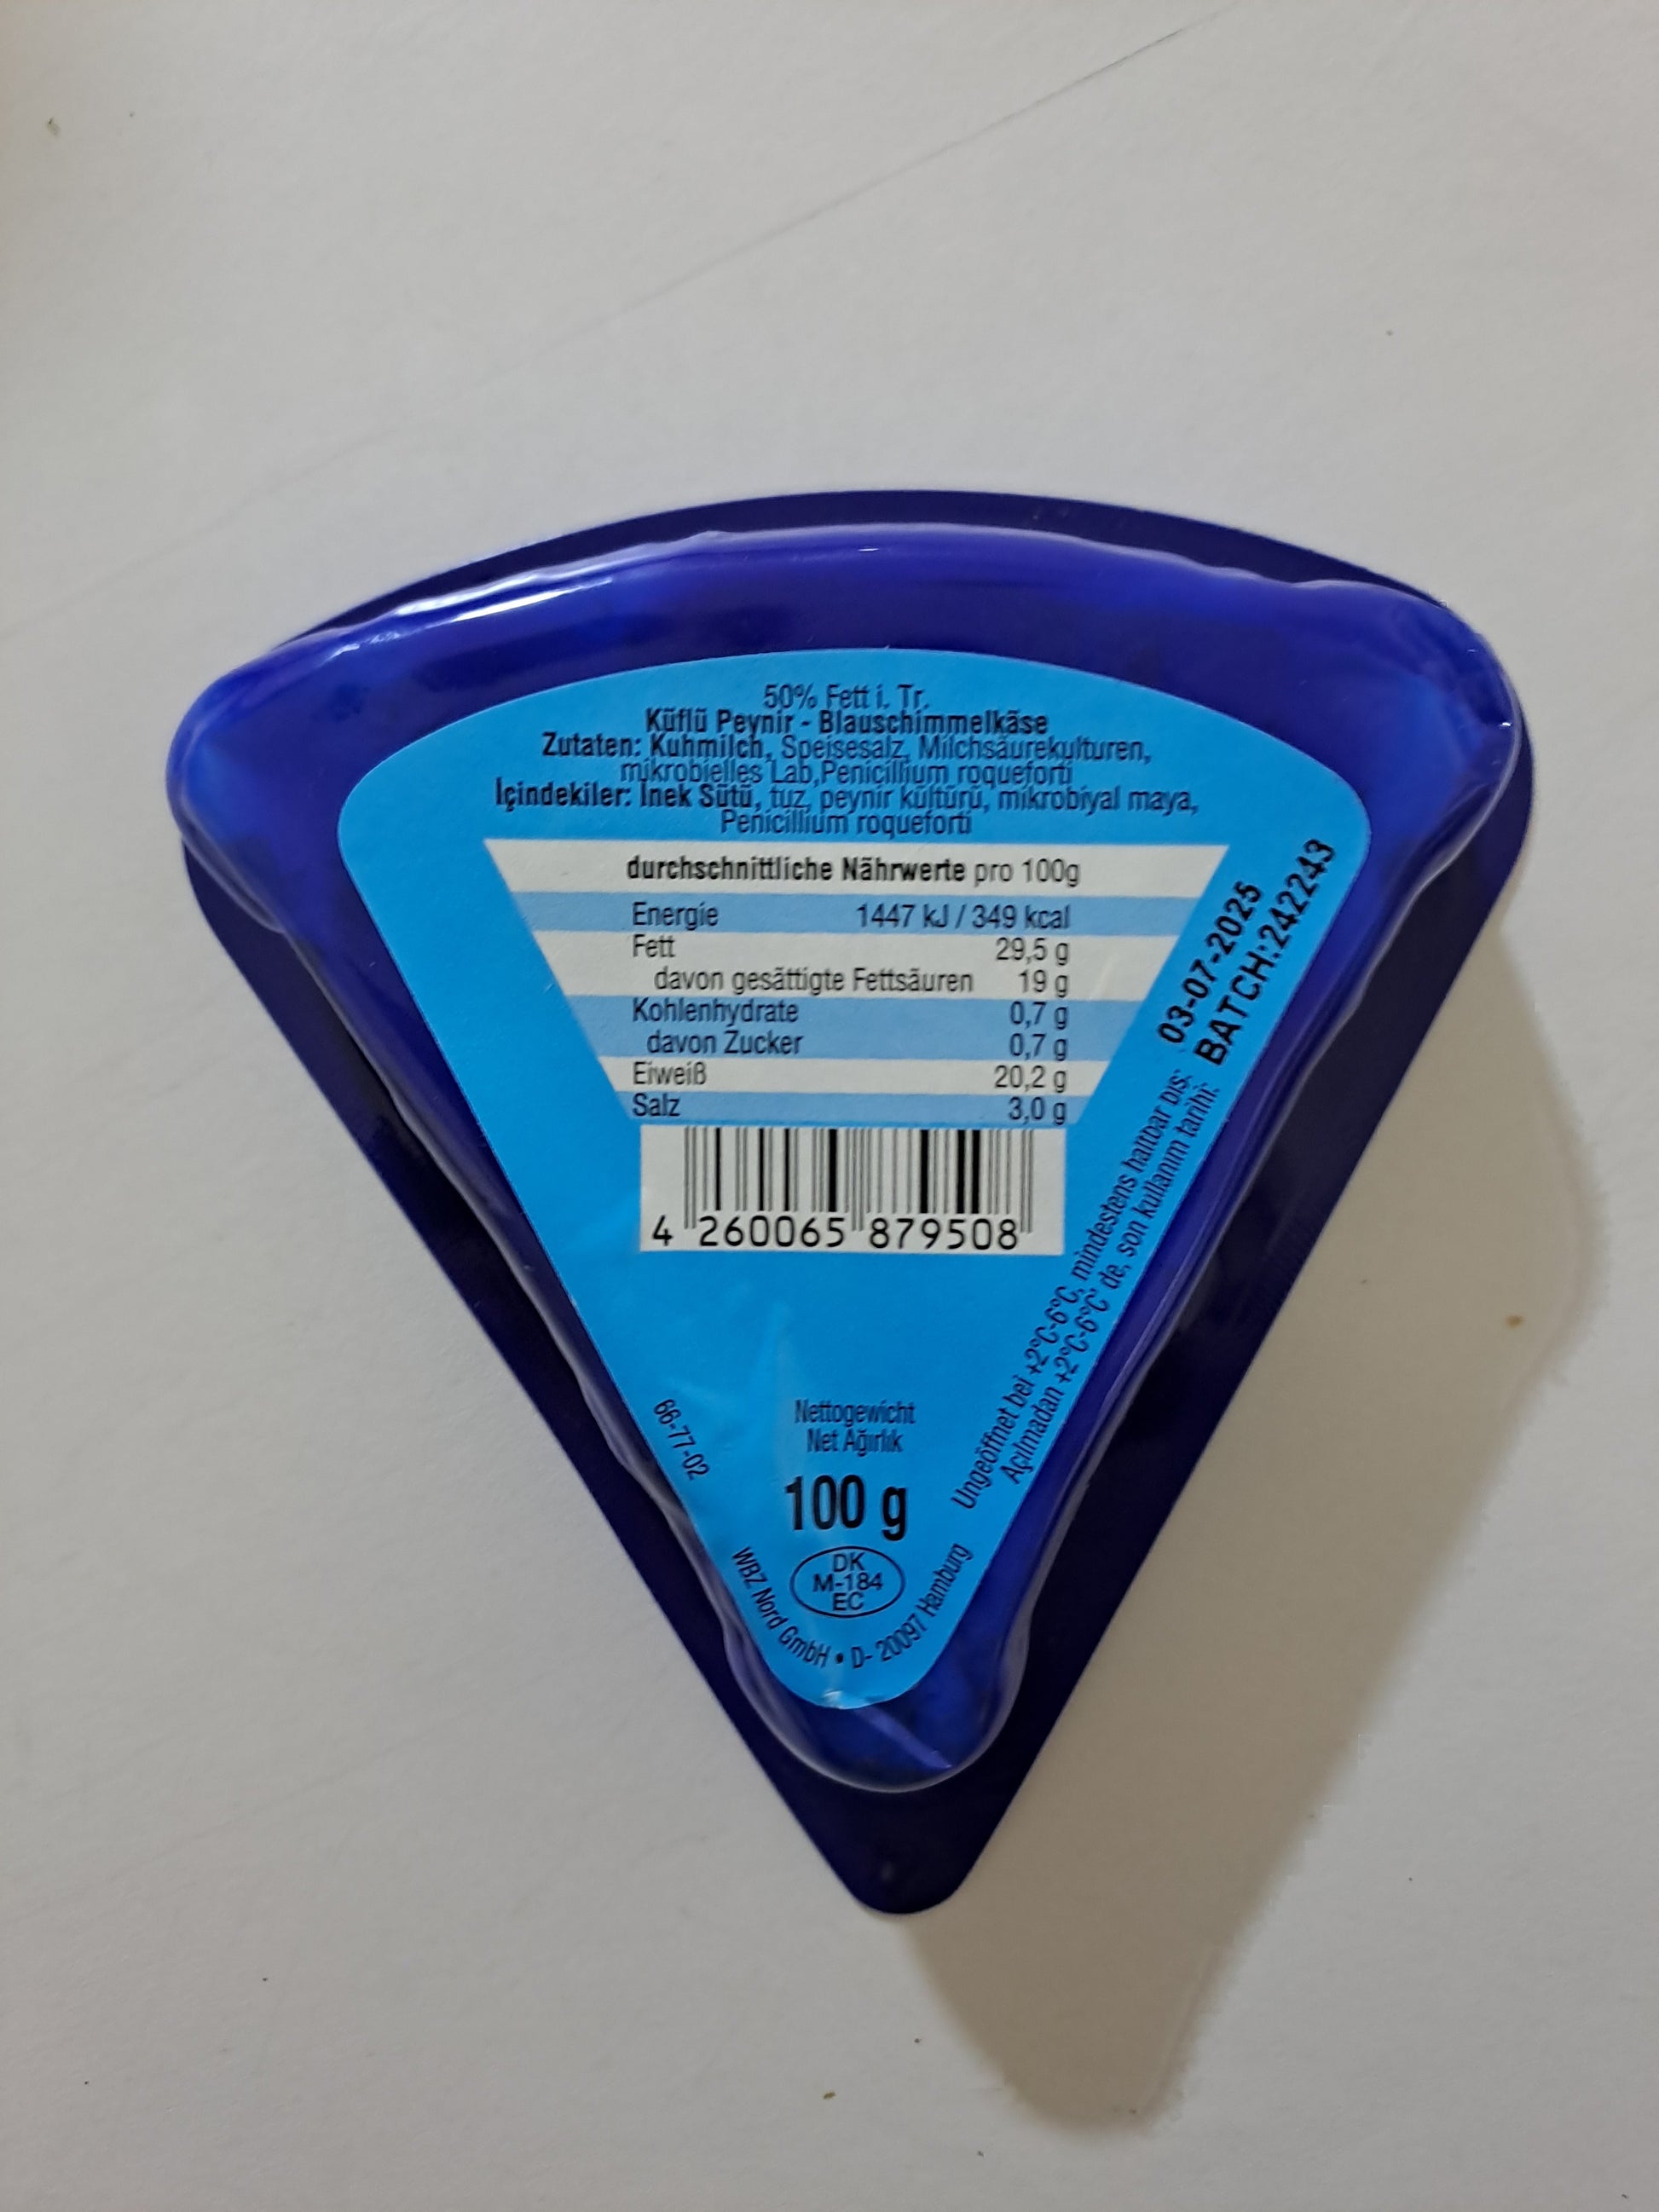 50% Fett i. Tr.
Küflü Peynir - Blauschimmelkäse
Zutaten: Kuhmilch, Speisesalz, Milchsäurekulturen,
mikrobielles Lab,Penicillium roqueforti
İçindekiler: İnek Sütü, tuz, peynir kültürü, mikrobiyal maya,
Penicillium roqueforti
durchschnittliche Nährwerte pro 100g
Energie 1447 kJ / 349 kcal
Fett 29,5 g
davon gesättigte Fettsäuren 19 g
Kohlenhydrate 0,7 g
davon Zucker 0,7 g
Eiweiß 20,2 g
Salz 3,0 g
4 260065 879508
Ungeöffnet bei +2°C-6°C, mindestens haltbar bis: 03-07-2025
Açılmadan +2°C-6°C' de, son kullanım tarihi: BATCH:242243
66-77-02
Nettogewicht
Net Ağırlık
100 g
DK
M-184
EC
WBZ Nord GmbH • D- 20097 Hamburg